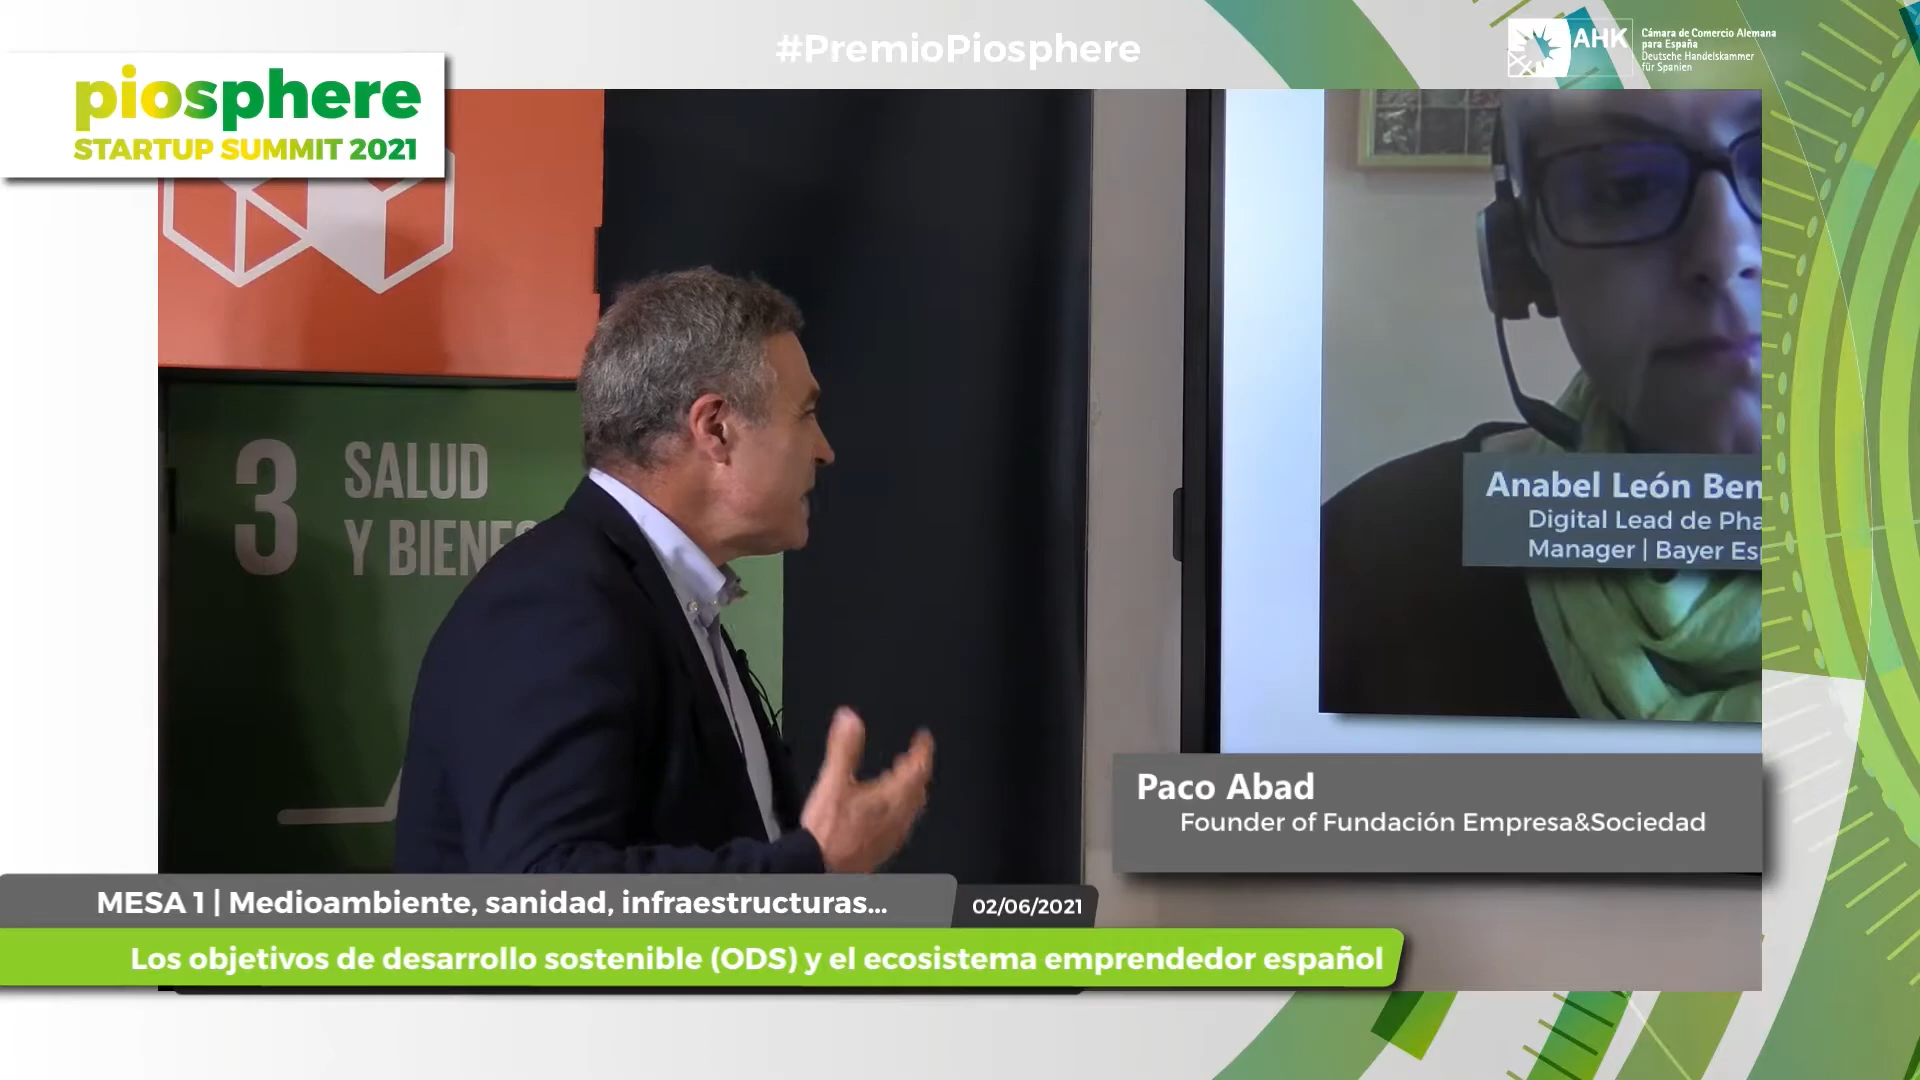 #PremioPiosphere
AHK
Cámara de Comercio Alemana
para España
Deutsche Handelskammer
für Spanien
piosphere
STARTUP SUMMIT 2021
3 SALUD
Y BIENES
Anabel León Ben
Digital Lead de Pha
Manager | Bayer Esp
Paco Abad
Founder of Fundación Empresa&Sociedad
MESA 1 | Medioambiente, sanidad, infraestructuras...
02/06/2021
Los objetivos de desarrollo sostenible (ODS) y el ecosistema emprendedor español